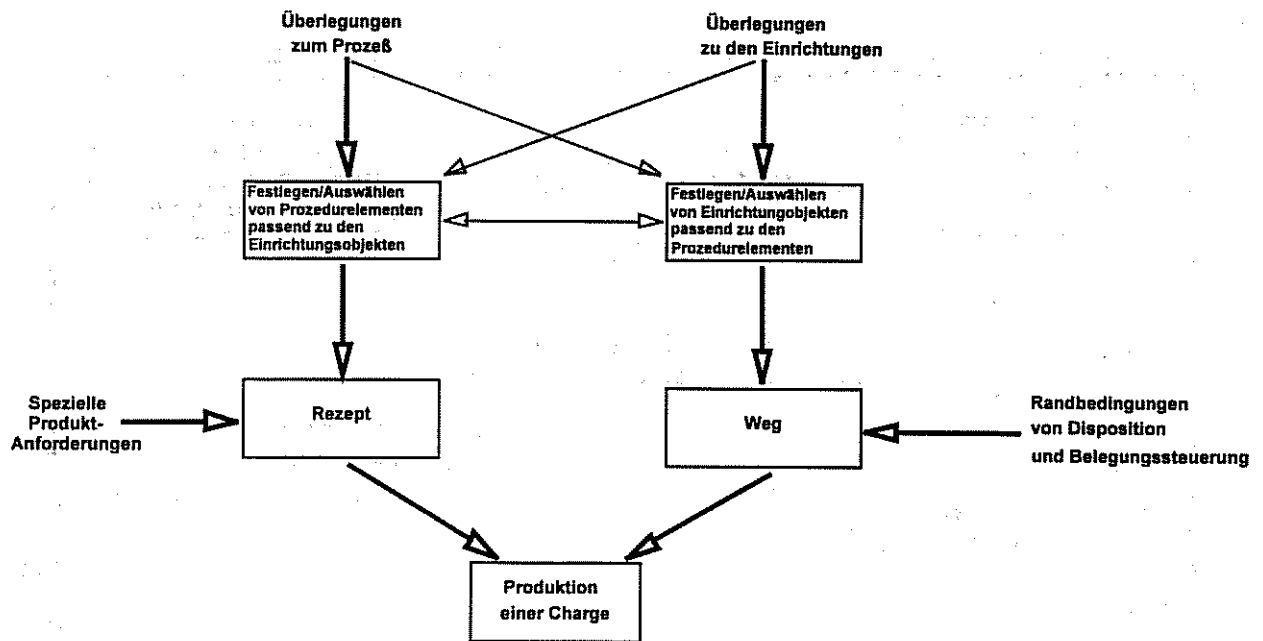 Überlegungen
zum Prozeß
Überlegungen
zu den Einrichtungen
Festlegen/Auswählen
von Prozedurelementen
passend zu den
Einrichtungsobjekten
Festlegen/Auswählen
von Einrichtungobjekten
passend zu den
Prozedurelementen
Spezielle
Produkt-
Anforderungen
Rezept
Weg
Randbedingungen
von Disposition
und Belegungssteuerung
Produktion
einer Charge